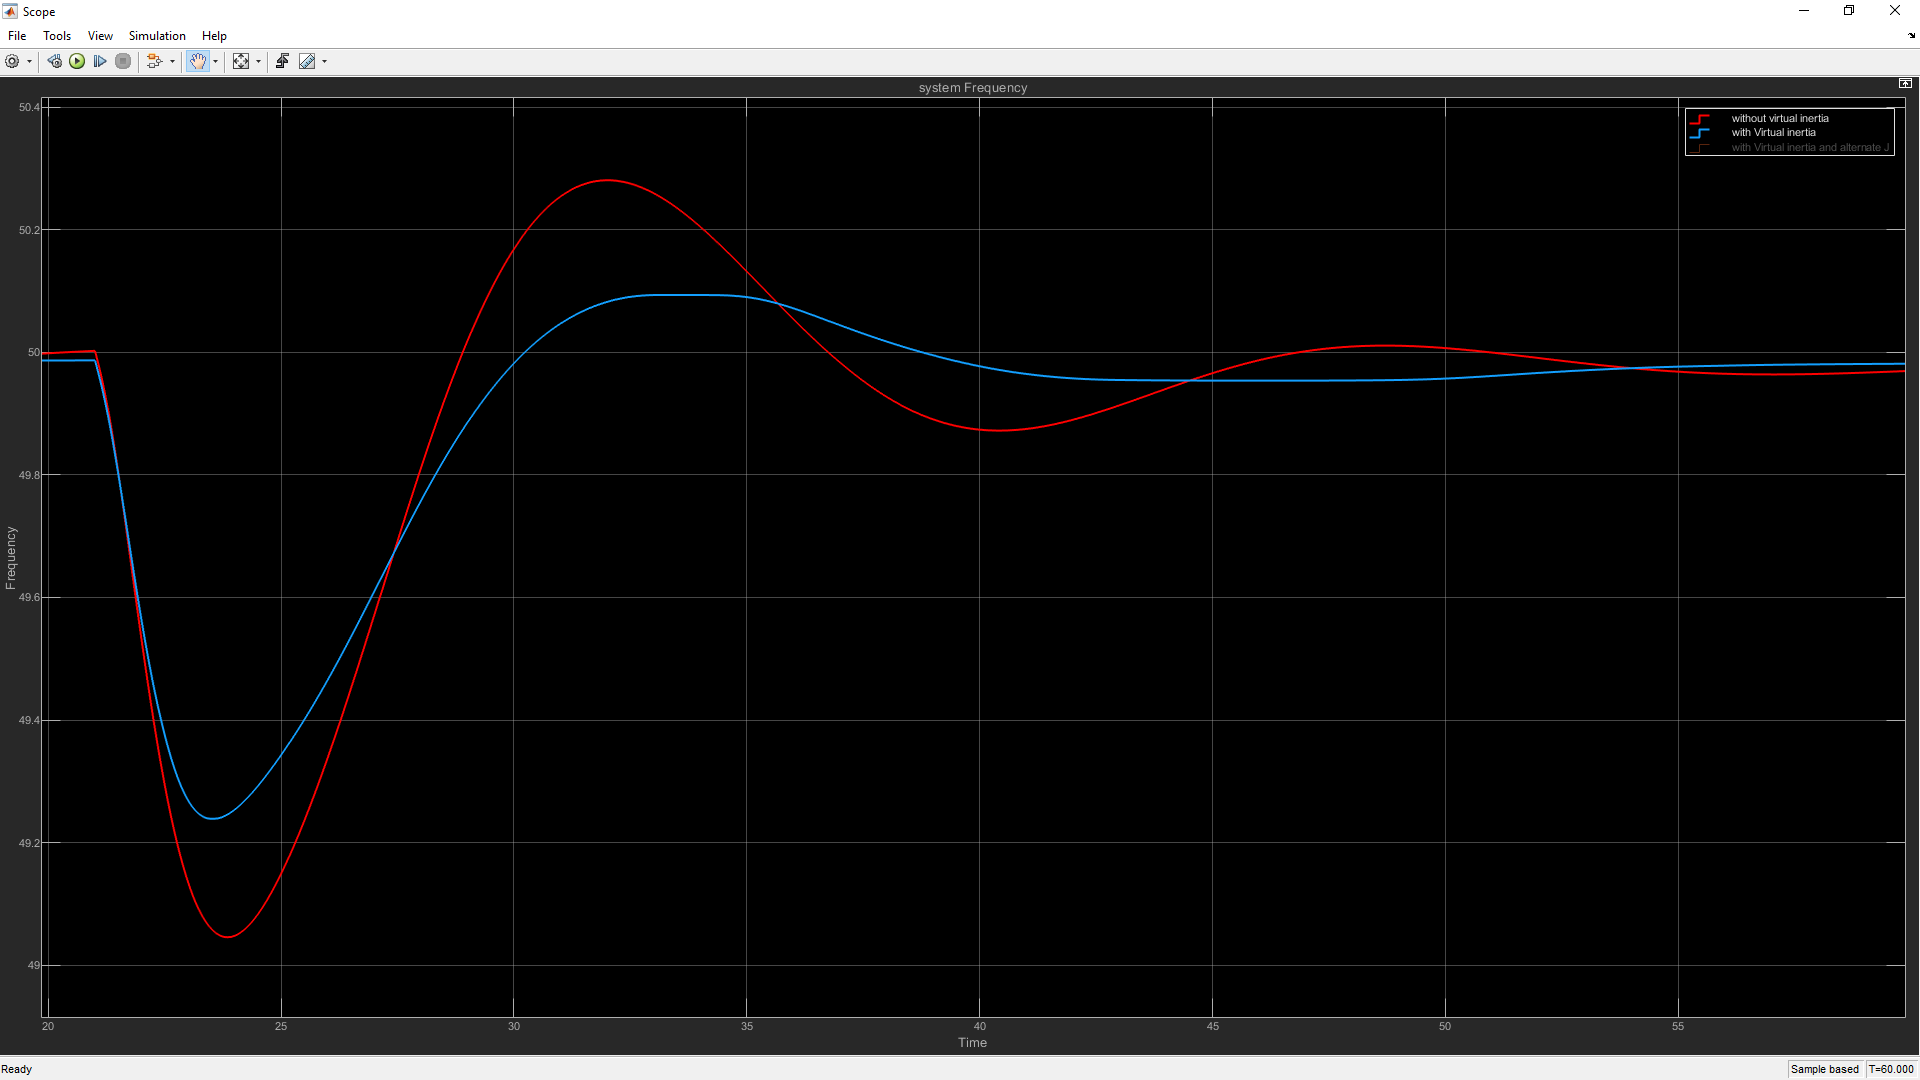 Scope
File Tools View Simulation Help
system Frequency
50.4
50.2
50
49.8
49.6
49.4
49.2
49
Frequency
without virtual inertia
with Virtual inertia
with Virtual inertia and alternate J
20 25 30 35 40 45 50 55
Time
Ready
Sample based T=60.000